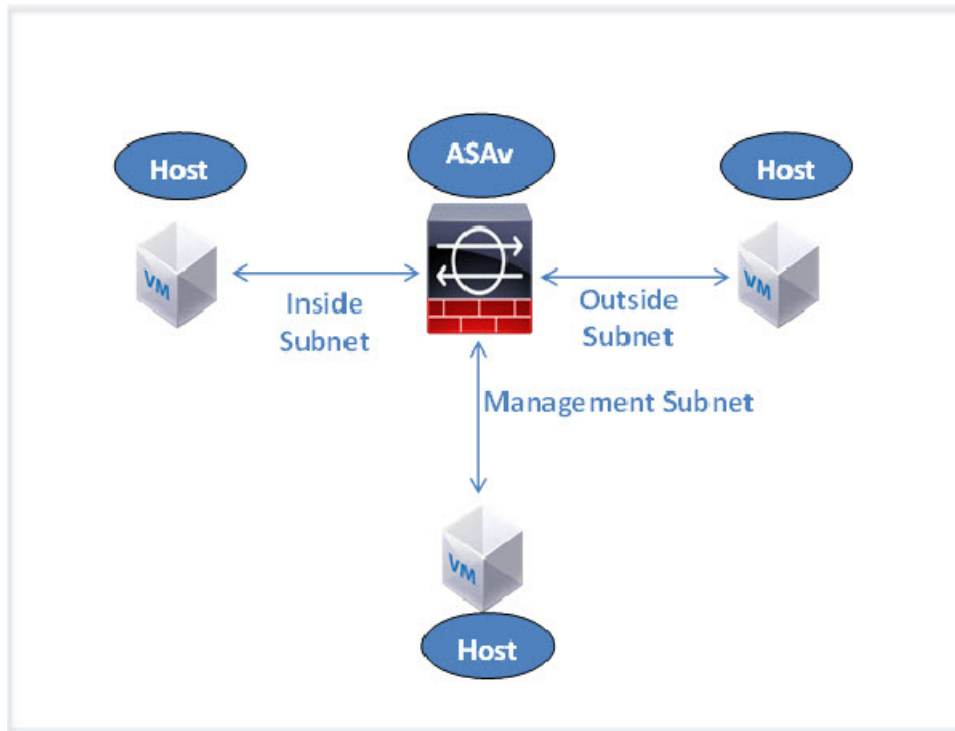 Host
ASAv
Host
VM
VM
Inside
Subnet
Outside
Subnet
Management Subnet
VM
Host